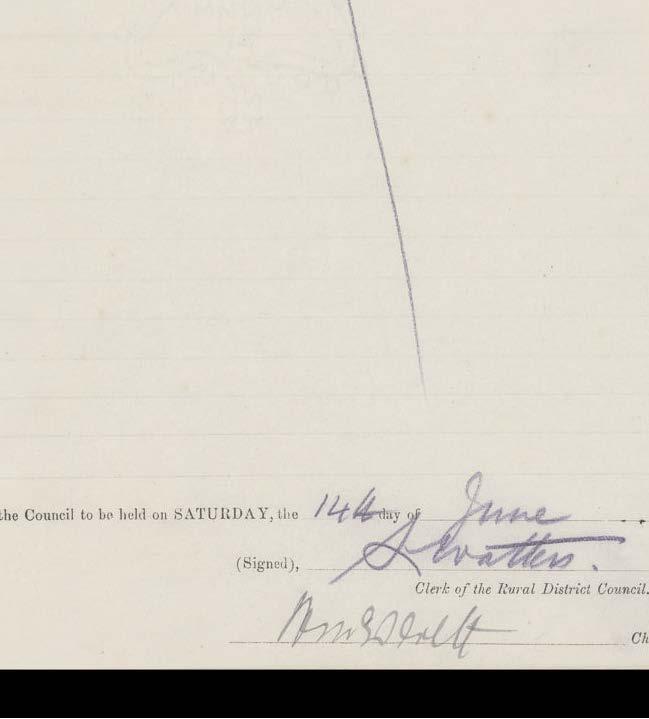 the Council to be held on SATURDAY, the 14th day of June
(Signed), S Watters.
Clerk of the Rural District Council.
Ch